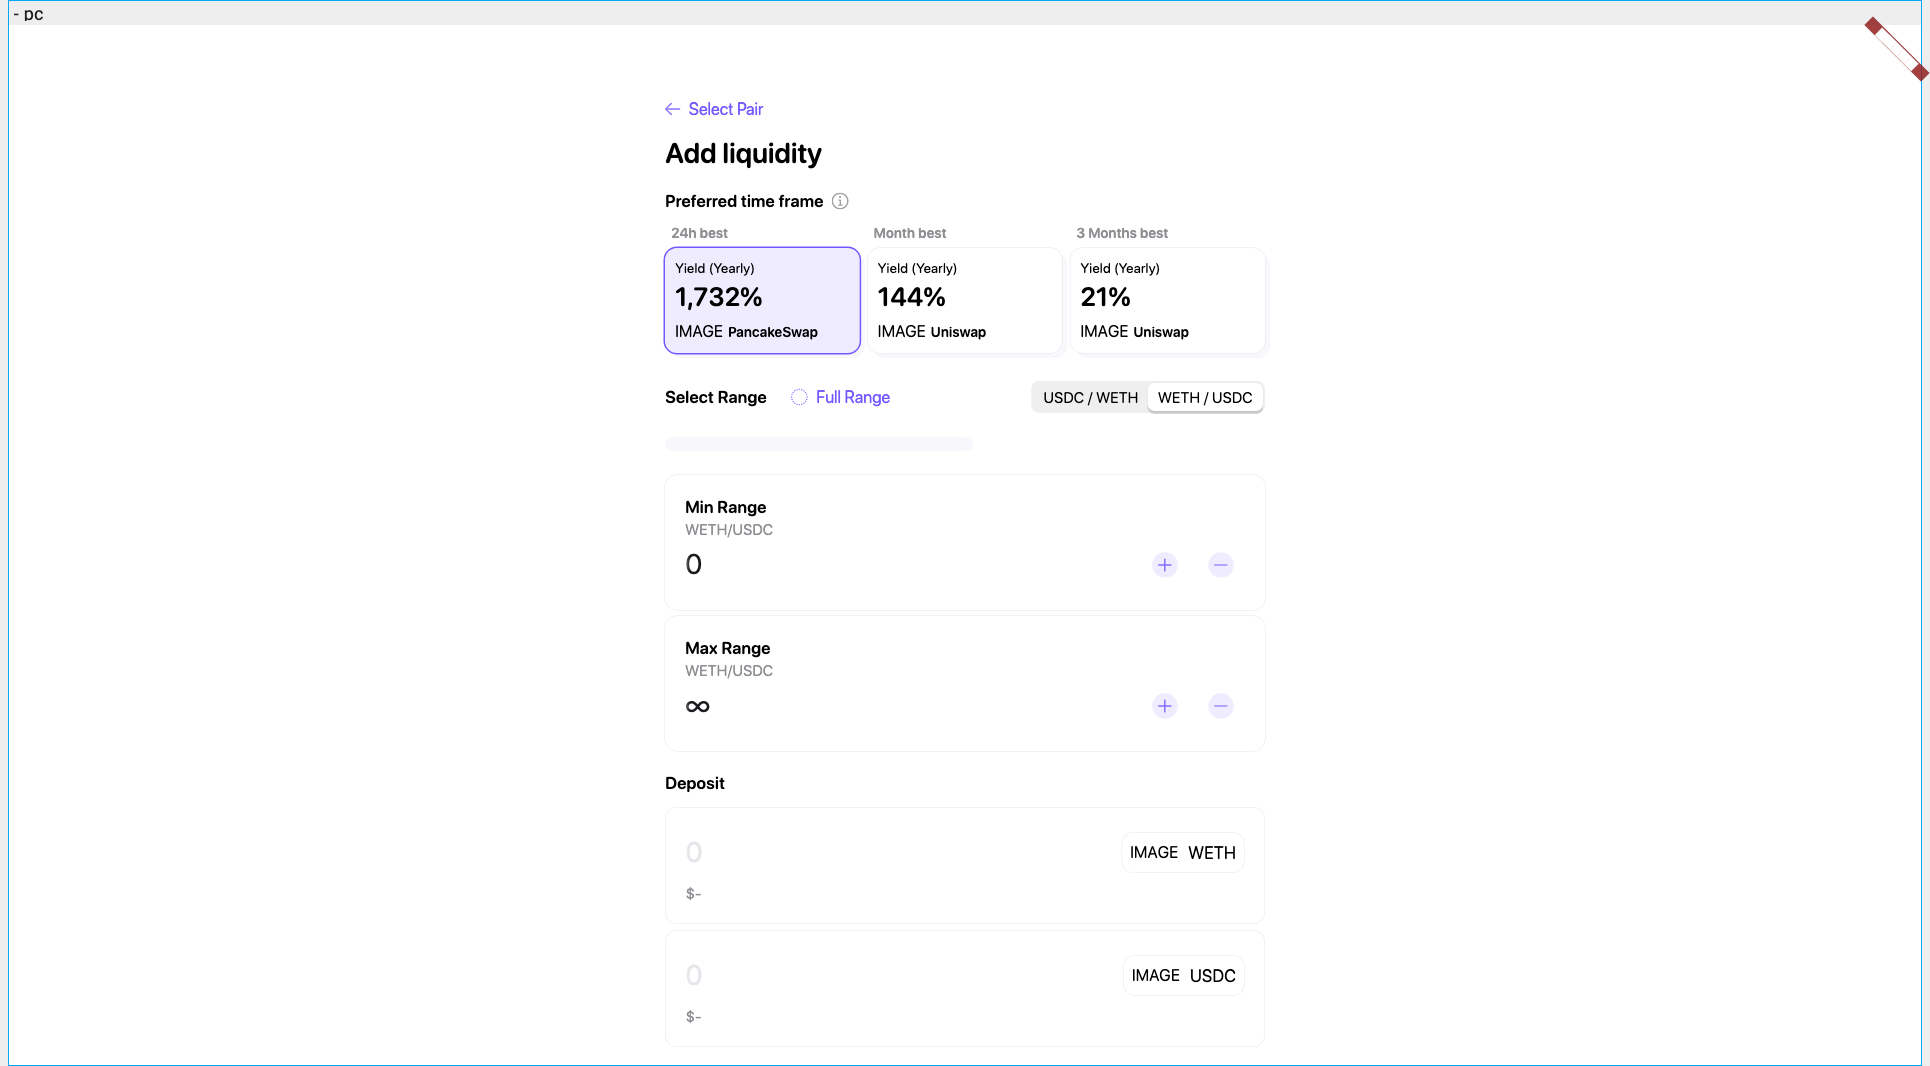 - pc
← Select Pair
Add liquidity
Preferred time frame
24h best
Yield (Yearly)
1,732%
IMAGE PancakeSwap
Month best
Yield (Yearly)
144%
IMAGE Uniswap
3 Months best
Yield (Yearly)
21%
IMAGE Uniswap
Select Range Full Range USDC / WETH WETH / USDC
Min Range
WETH/USDC
0
Max Range
WETH/USDC
∞
Deposit
0 IMAGE WETH
$-
0 IMAGE USDC
$-